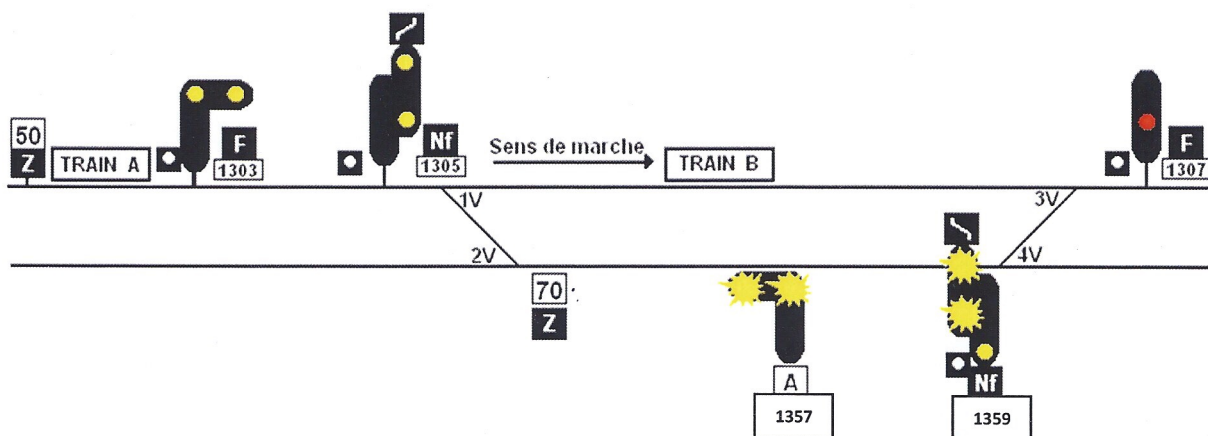 50
Z
TRAIN A
F
1303
Nf
1305
Sens de marche
TRAIN B
F
1307
1V
3V
2V
4V
70
Z
A
1357
Nf
1359